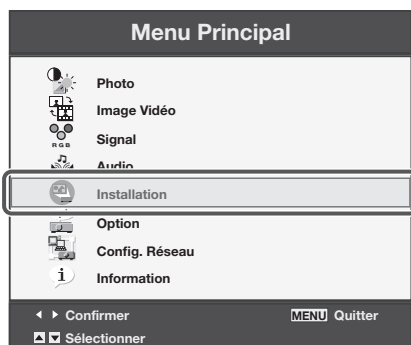 Menu Principal
Photo
Image Vidéo
Signal
RGB
Audio
Installation
Option
Config. Réseau
i Information
Confirmer MENU Quitter
Sélectionner